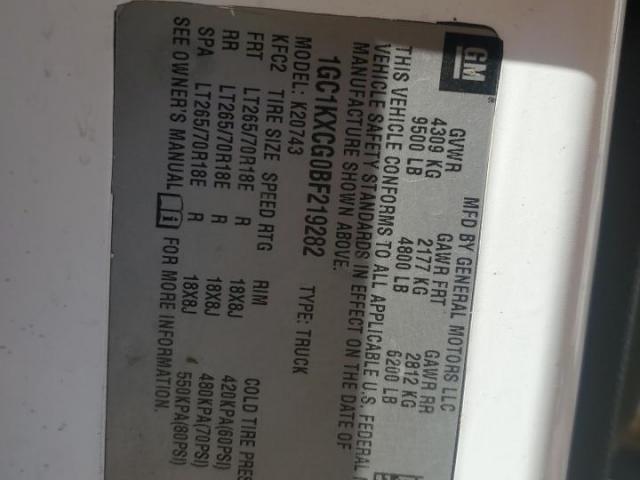 GM
MFD BY GENERAL MOTORS LLC
GVWR GAWR FRT GAWR RR
4309 KG 2177 KG 2812 KG
9500 LB 4800 LB 6200 LB
THIS VEHICLE CONFORMS TO ALL APPLICABLE U.S. FEDERAL
VEHICLE SAFETY STANDARDS IN EFFECT ON THE DATE OF
MANUFACTURE SHOWN ABOVE.
1GC1KXCG0BF219282 TYPE: TRUCK
MODEL: K20743
KFC2 TIRE SIZE SPEED RTG RIM COLD TIRE PRES
FRT LT265/70R18E R 18X8J 420KPA(60PSI)
RR LT265/70R18E R 18X8J 480KPA(70PSI)
SPA LT265/70R18E R 18X8J 550KPA(80PSI)
SEE OWNER'S MANUAL i FOR MORE INFORMATION.